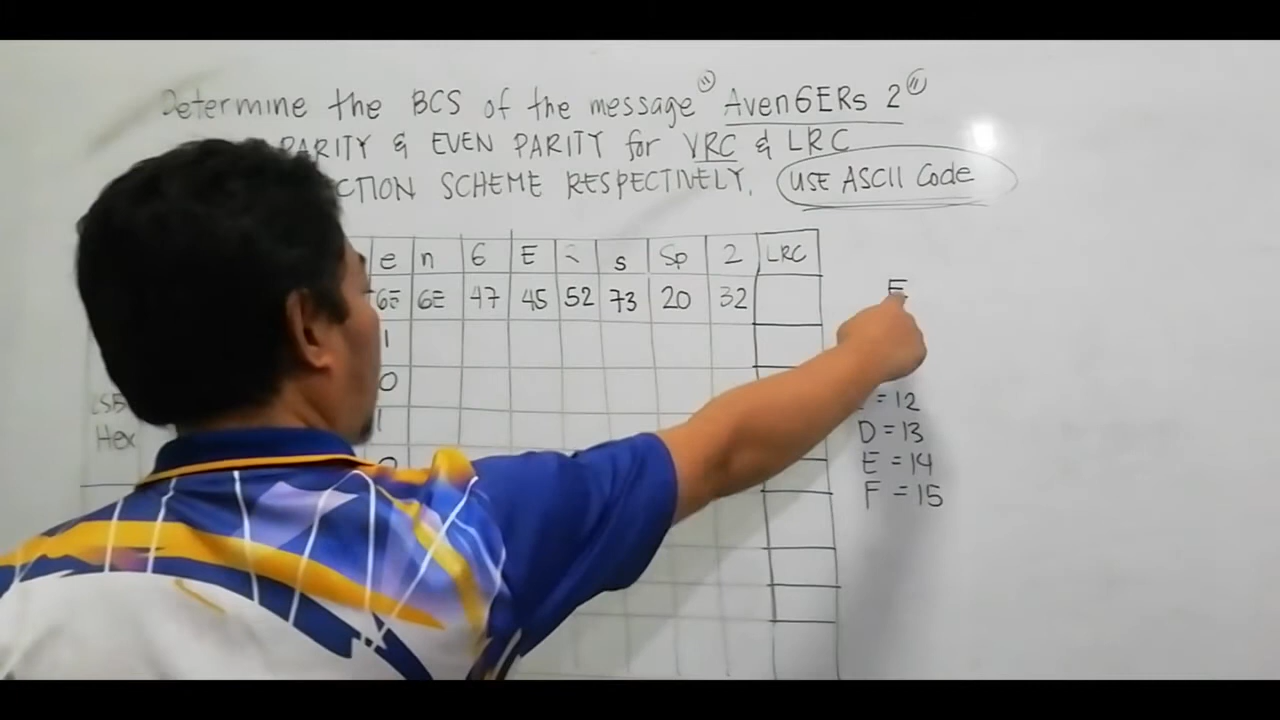 Determine the BCS of the message "Aven6ERs 2"
PARITY & EVEN PARITY for VRC & LRC
CTION SCHEME RESPECTIVELY. USE ASCII Code
e n 6 E s Sp 2 LRC
6E 6E 47 45 52 73 20 32
1
0
LSB
1
Hex
0
E
= 12
D = 13
E = 14
F = 15